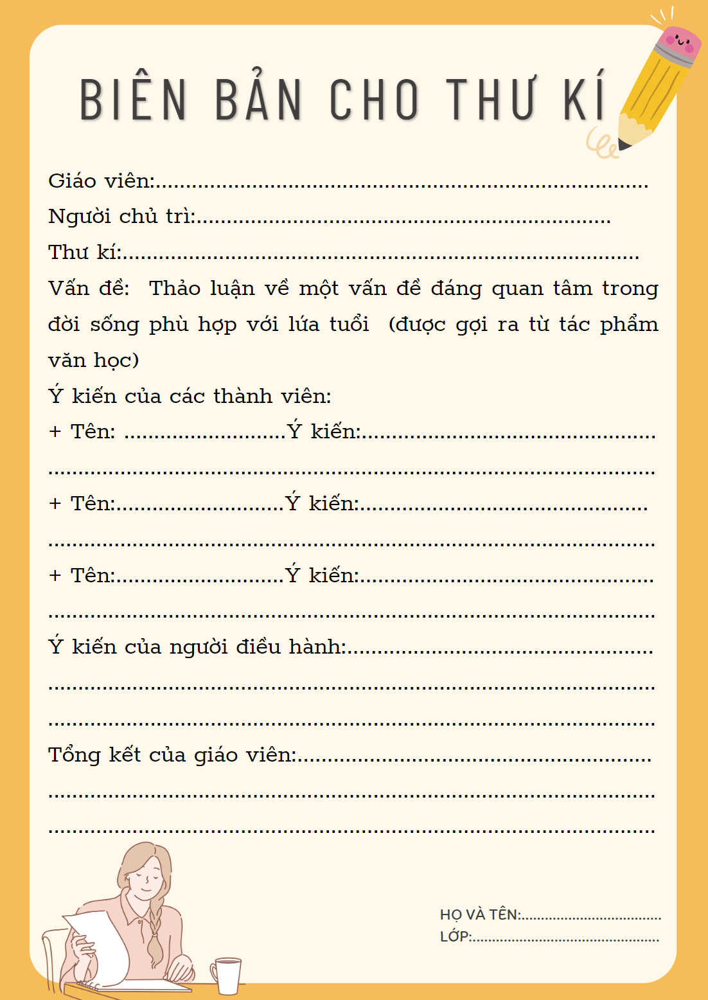 BIÊN BẢN CHO THƯ KÍ
Giáo viên:..................................................................................
Người chủ trì:.....................................................................
Thư kí:......................................................................................
Vấn đề: Thảo luận về một vấn đề đáng quan tâm trong
đời sống phù hợp với lứa tuổi (được gợi ra từ tác phẩm
văn học)
Ý kiến của các thành viên:
+ Tên: ...........................Ý kiến:.................................................
.....................................................................................................
+ Tên:............................Ý kiến:................................................
.....................................................................................................
+ Tên:............................Ý kiến:.................................................
.....................................................................................................
Ý kiến của người điều hành:...................................................
.....................................................................................................
.....................................................................................................
Tổng kết của giáo viên:...........................................................
.....................................................................................................
.....................................................................................................
HỌ VÀ TÊN:....................................
LỚP:................................................